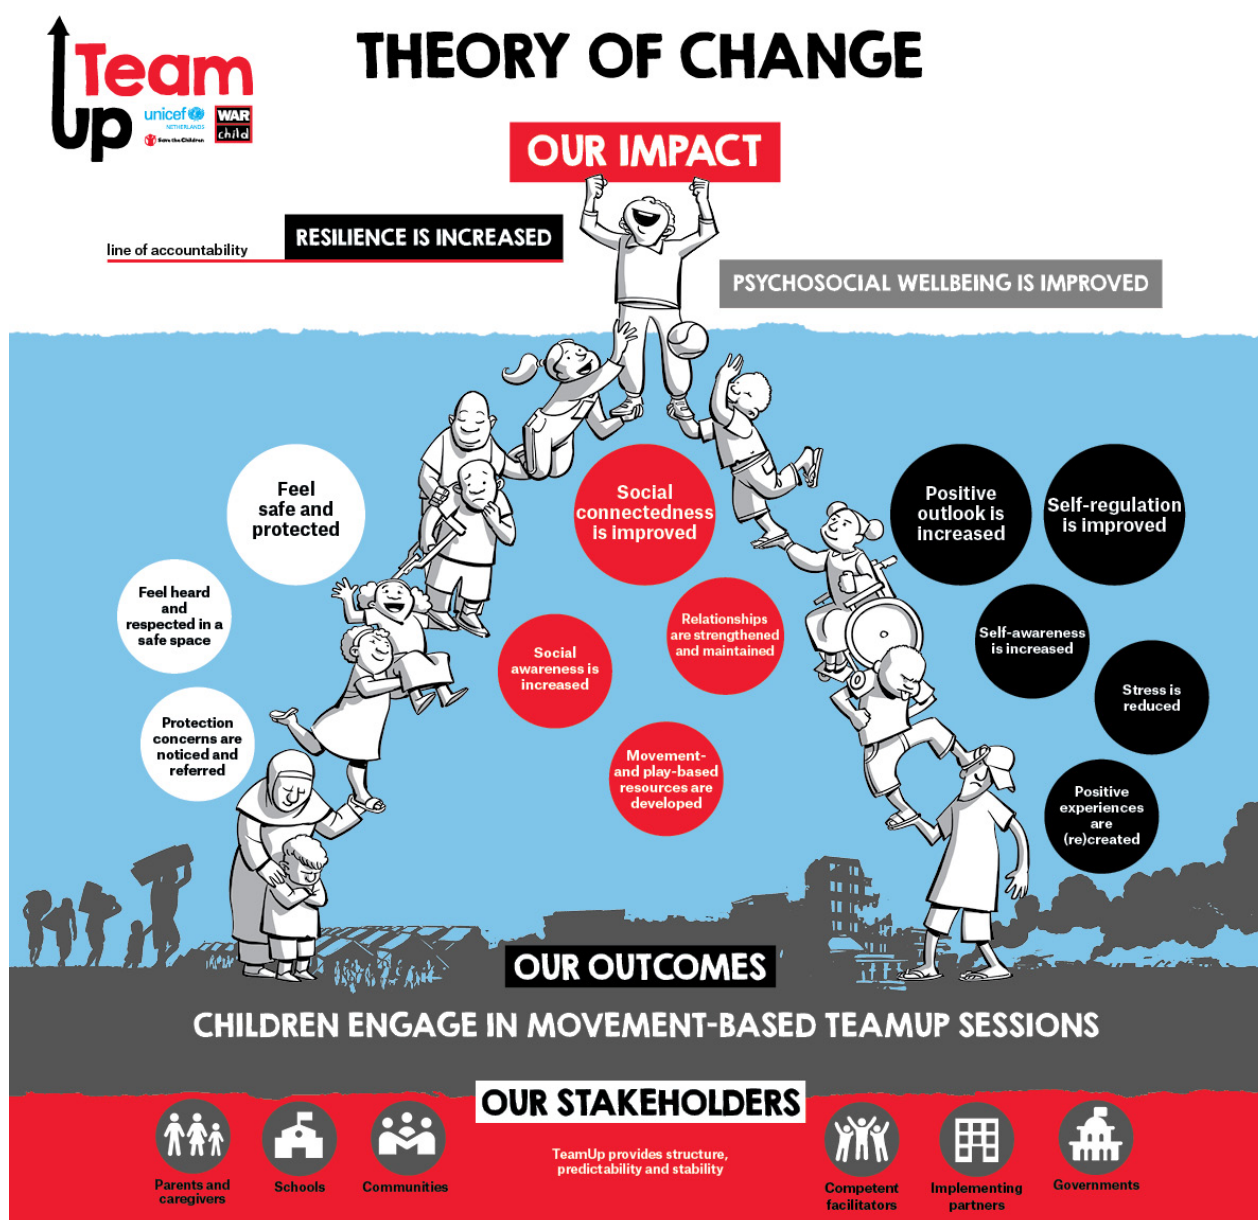 Team
up
unicef
NETHERLANDS
Save the Children
WAR
child
THEORY OF CHANGE
OUR IMPACT
RESILIENCE IS INCREASED
line of accountability
PSYCHOSOCIAL WELLBEING IS IMPROVED
Feel
safe and
protected
Feel heard
and
respected in a
safe space
Protection
concerns are
noticed and
referred
Social
connectedness
is improved
Relationships
are strengthened
and maintained
Social
awareness is
increased
Movement-
and play-based
resources are
developed
Positive
outlook is
increased
Self-regulation
is improved
Self-awareness
is increased
Stress is
reduced
Positive
experiences
are
(re)created
OUR OUTCOMES
CHILDREN ENGAGE IN MOVEMENT-BASED TEAMUP SESSIONS
OUR STAKEHOLDERS
TeamUp provides structure,
predictability and stability
Parents and
caregivers
Schools
Communities
Competent
facilitators
Implementing
partners
Governments